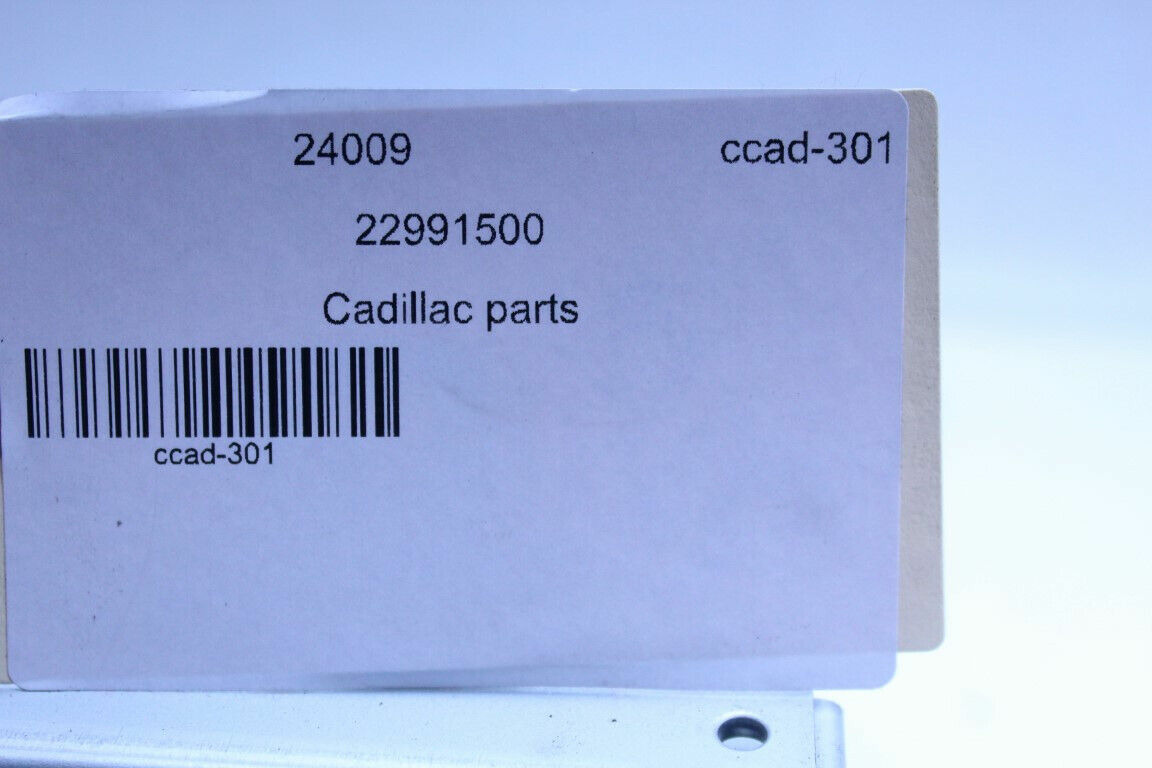 24009 ccad-301
22991500
Cadillac parts
ccad-301